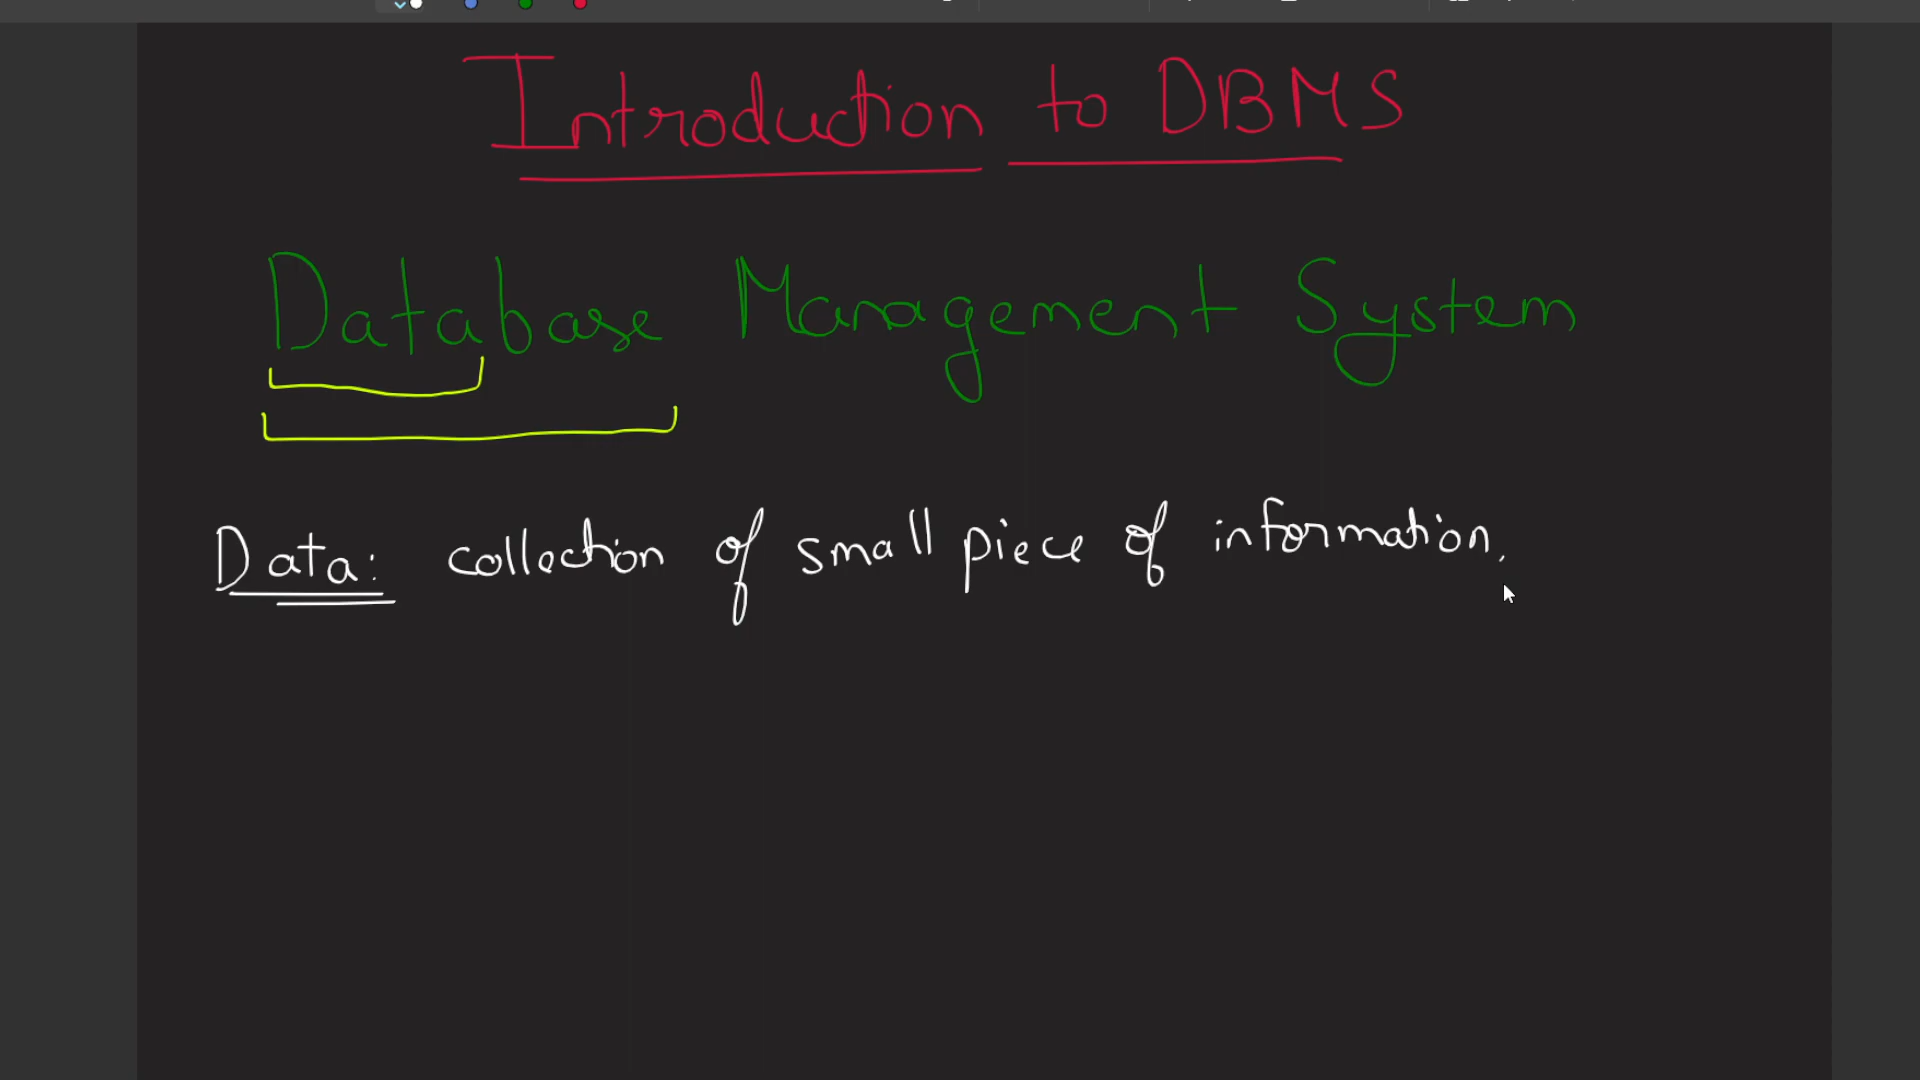 Introduction to DBMS
Database Management System
Data: collection of small piece of information.